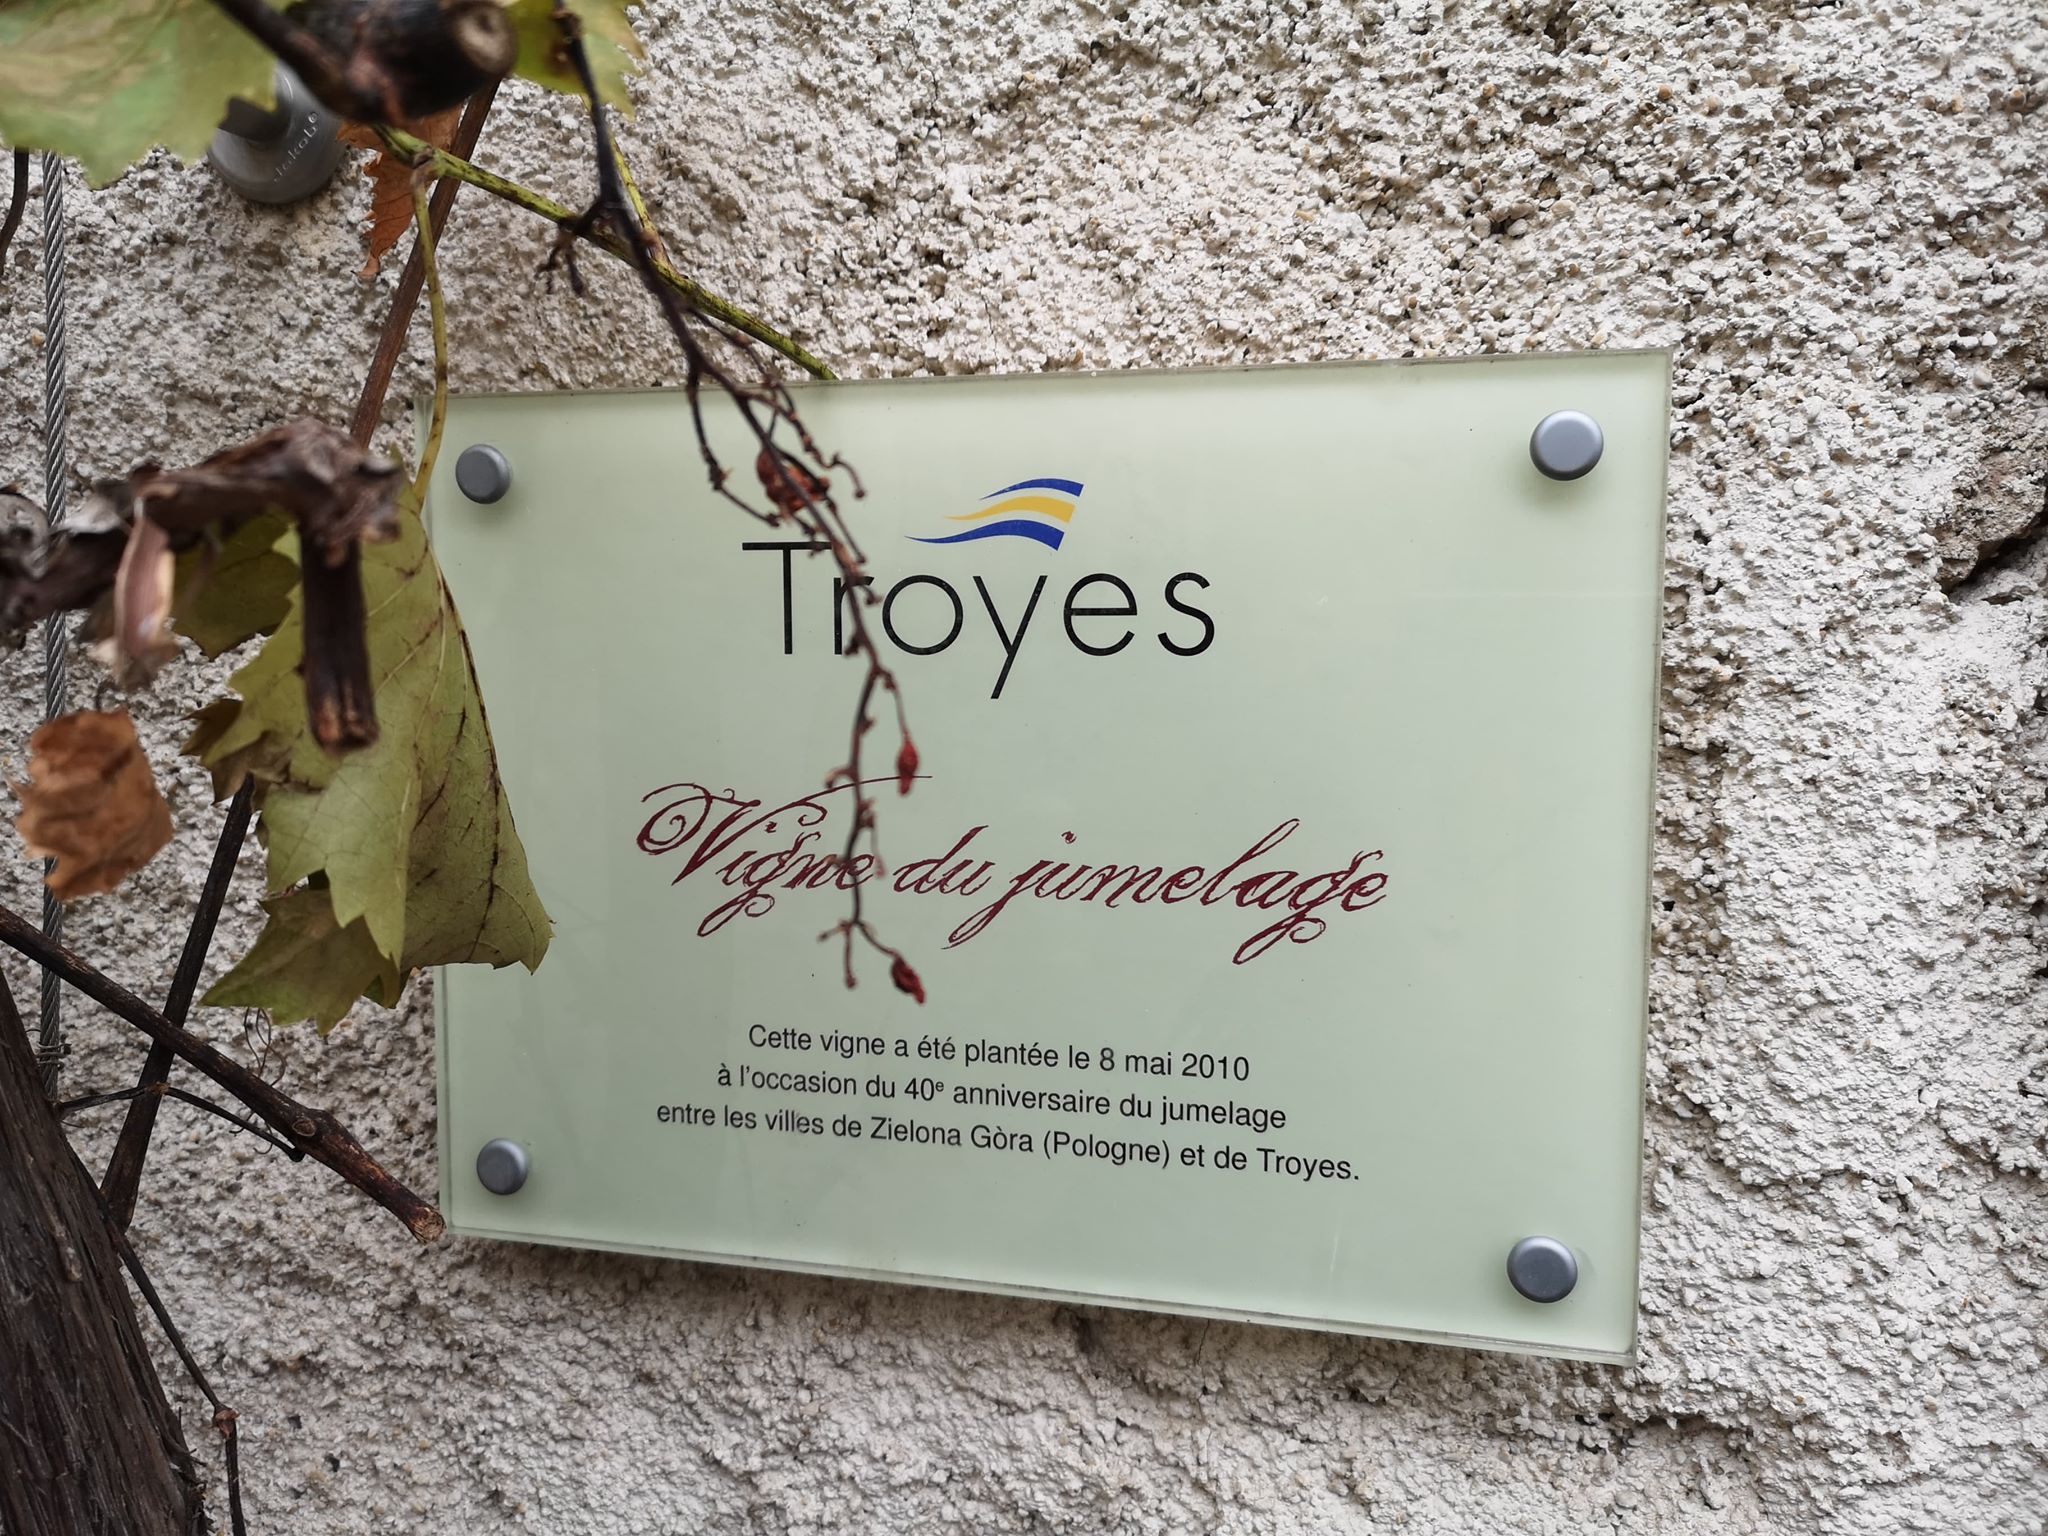 Jakobo
Troyes
Vigne du jumelage
Cette vigne a été plantée le 8 mai 2010
à l'occasion du 40e anniversaire du jumelage
entre les villes de Zielona Gòra (Pologne) et de Troyes.